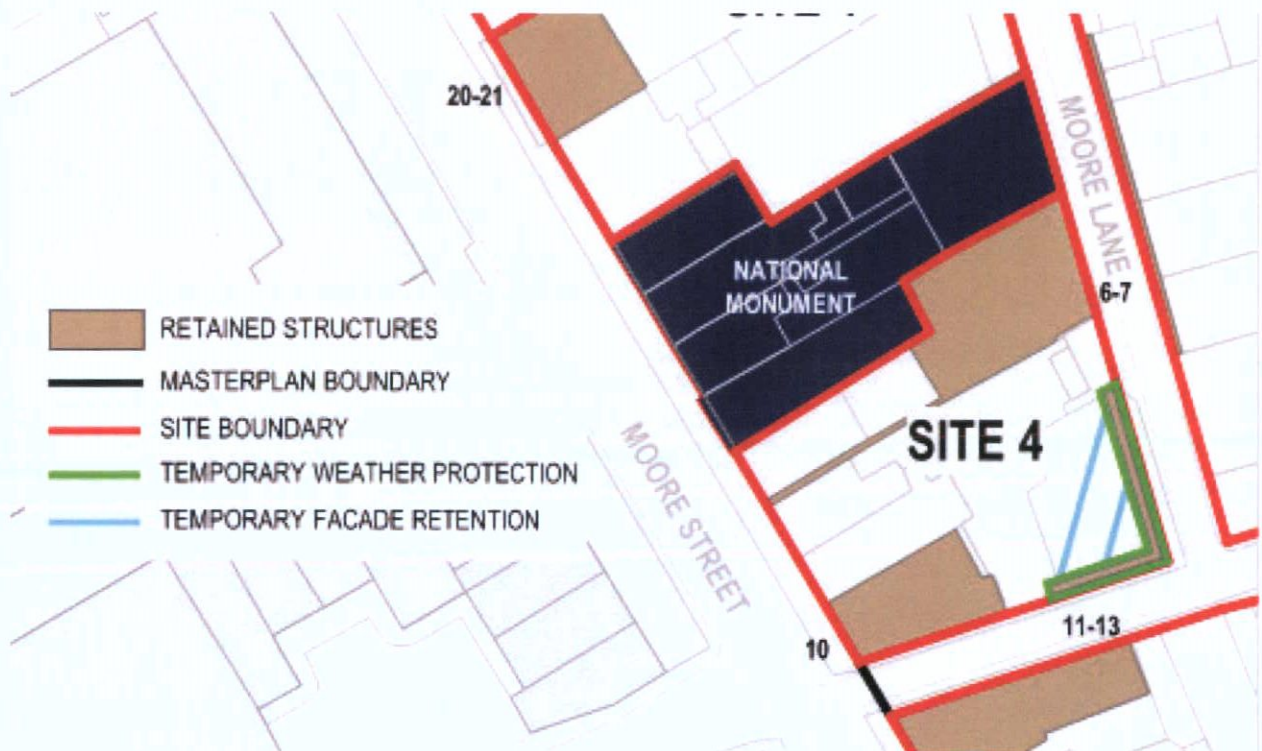 20-21
MOORE LANE
NATIONAL
MONUMENT
6-7
RETAINED STRUCTURES
MASTERPLAN BOUNDARY
SITE BOUNDARY
TEMPORARY WEATHER PROTECTION
TEMPORARY FACADE RETENTION
SITE 4
MOORE STREET
11-13
10